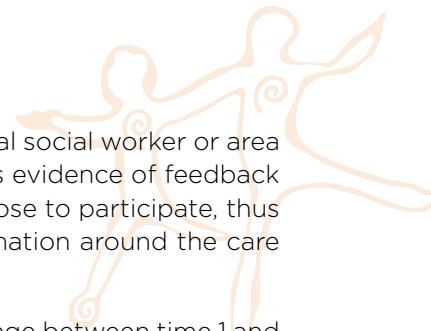 al social worker or area
s evidence of feedback
ose to participate, thus
nation around the care
nge between time 1 and